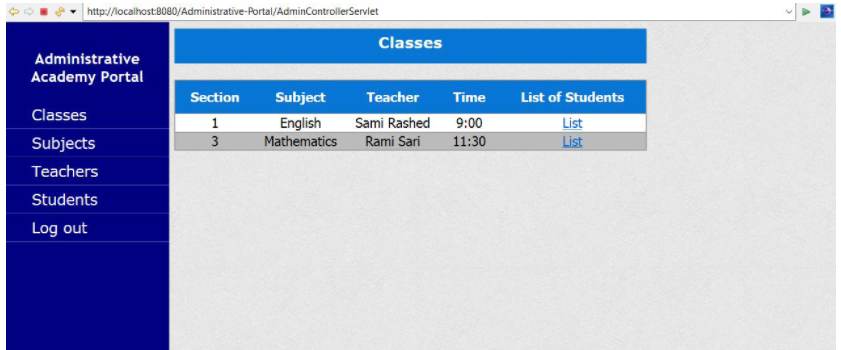 http://localhost:8080/Administrative-Portal/AdminControllerServlet
Administrative
Academy Portal
Classes
Subjects
Teachers
Students
Log out
Classes
Section Subject Teacher Time List of Students
1 English Sami Rashed 9:00 List
3 Mathematics Rami Sari 11:30 List